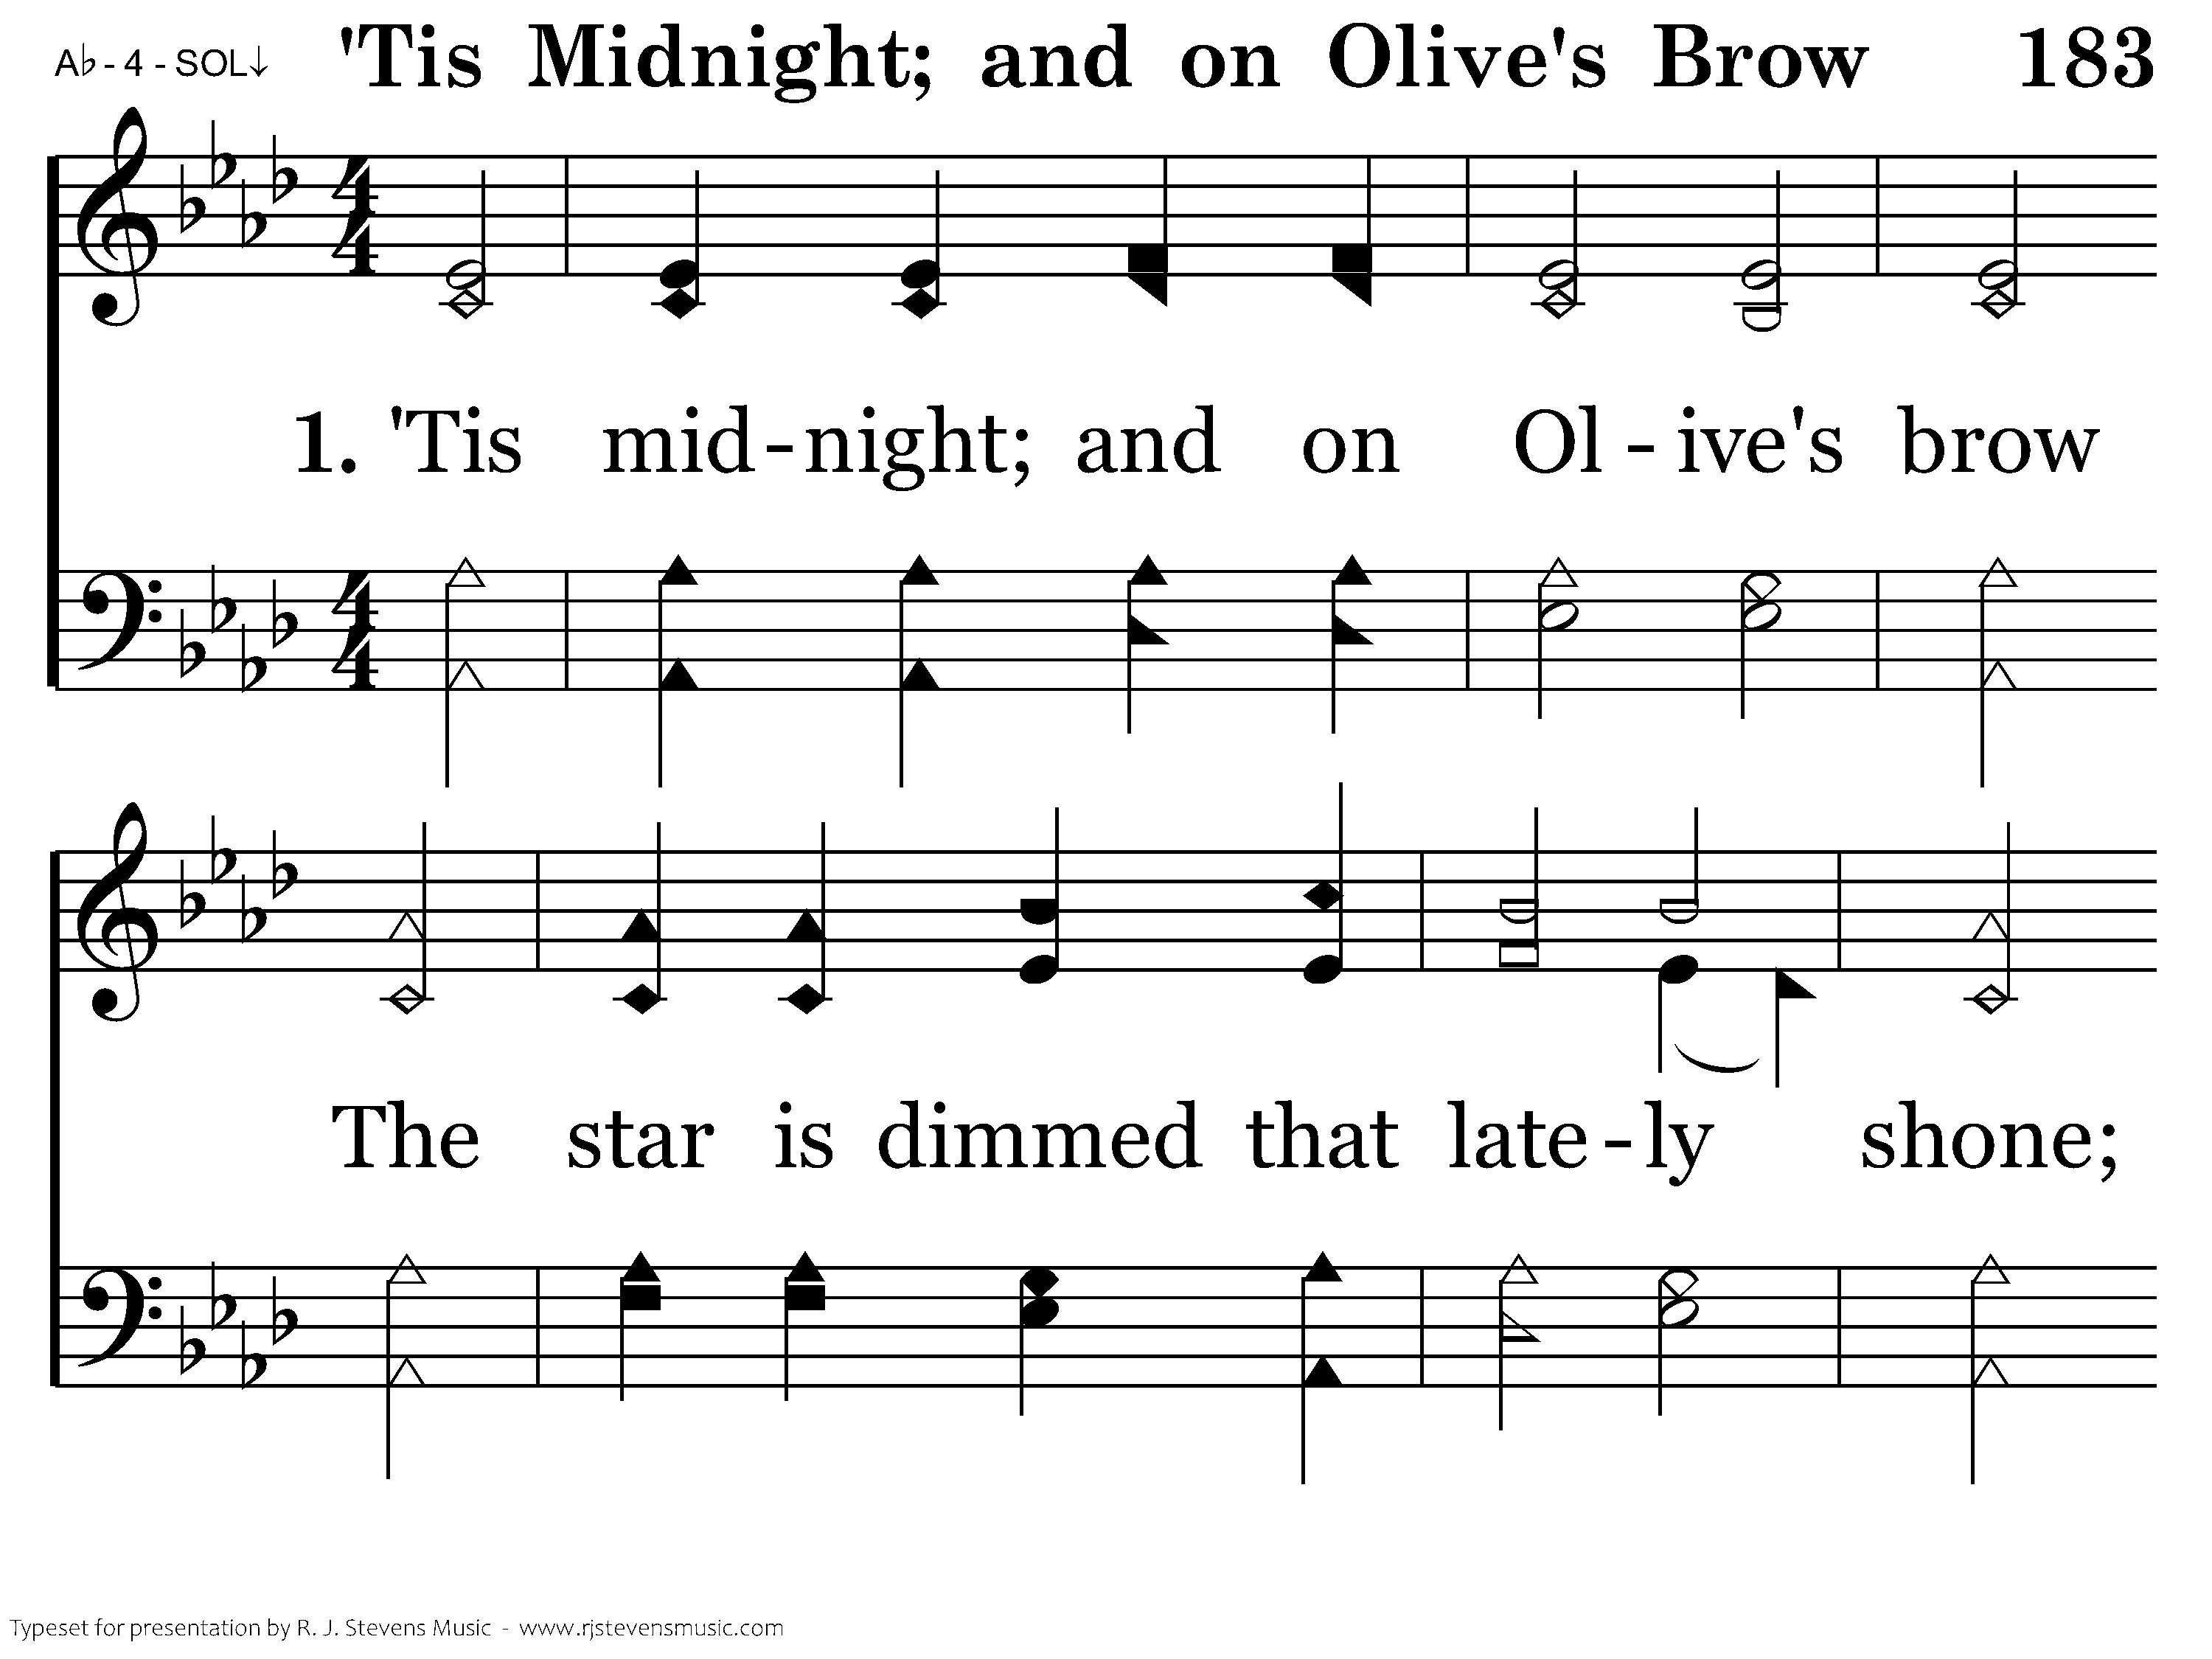 A♭ - 4 - SOL↓ 'Tis Midnight; and on Olive's Brow 183
1. 'Tis mid - night; and on Ol - ive's brow
The star is dimmed that late - ly shone;
Typeset for presentation by R. J. Stevens Music - www.rjstevensmusic.com